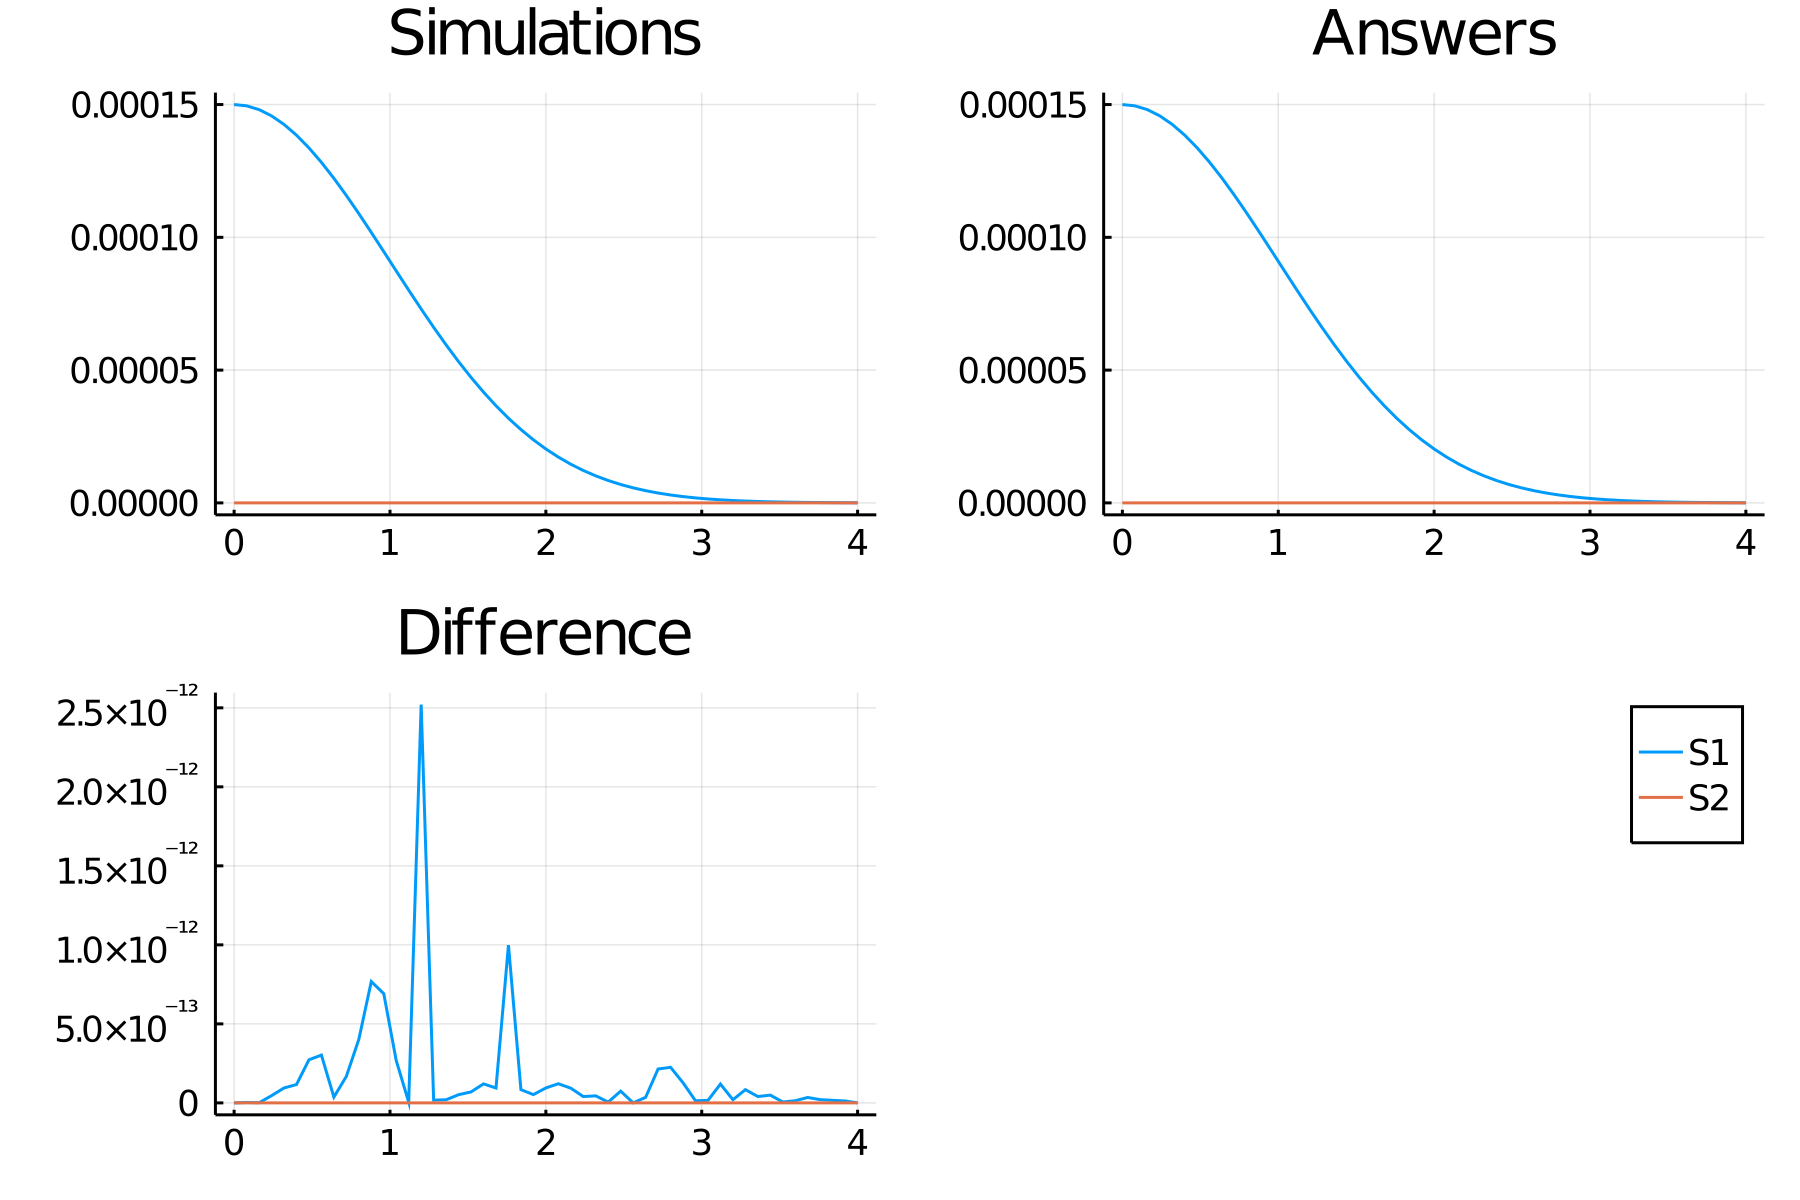 Simulations
0.00015
0.00010
0.00005
0.00000
0 1 2 3 4
Answers
0.00015
0.00010
0.00005
0.00000
0 1 2 3 4
Difference
2.5×10⁻¹²
2.0×10⁻¹²
1.5×10⁻¹²
1.0×10⁻¹²
5.0×10⁻¹³
0
0 1 2 3 4
S1
S2